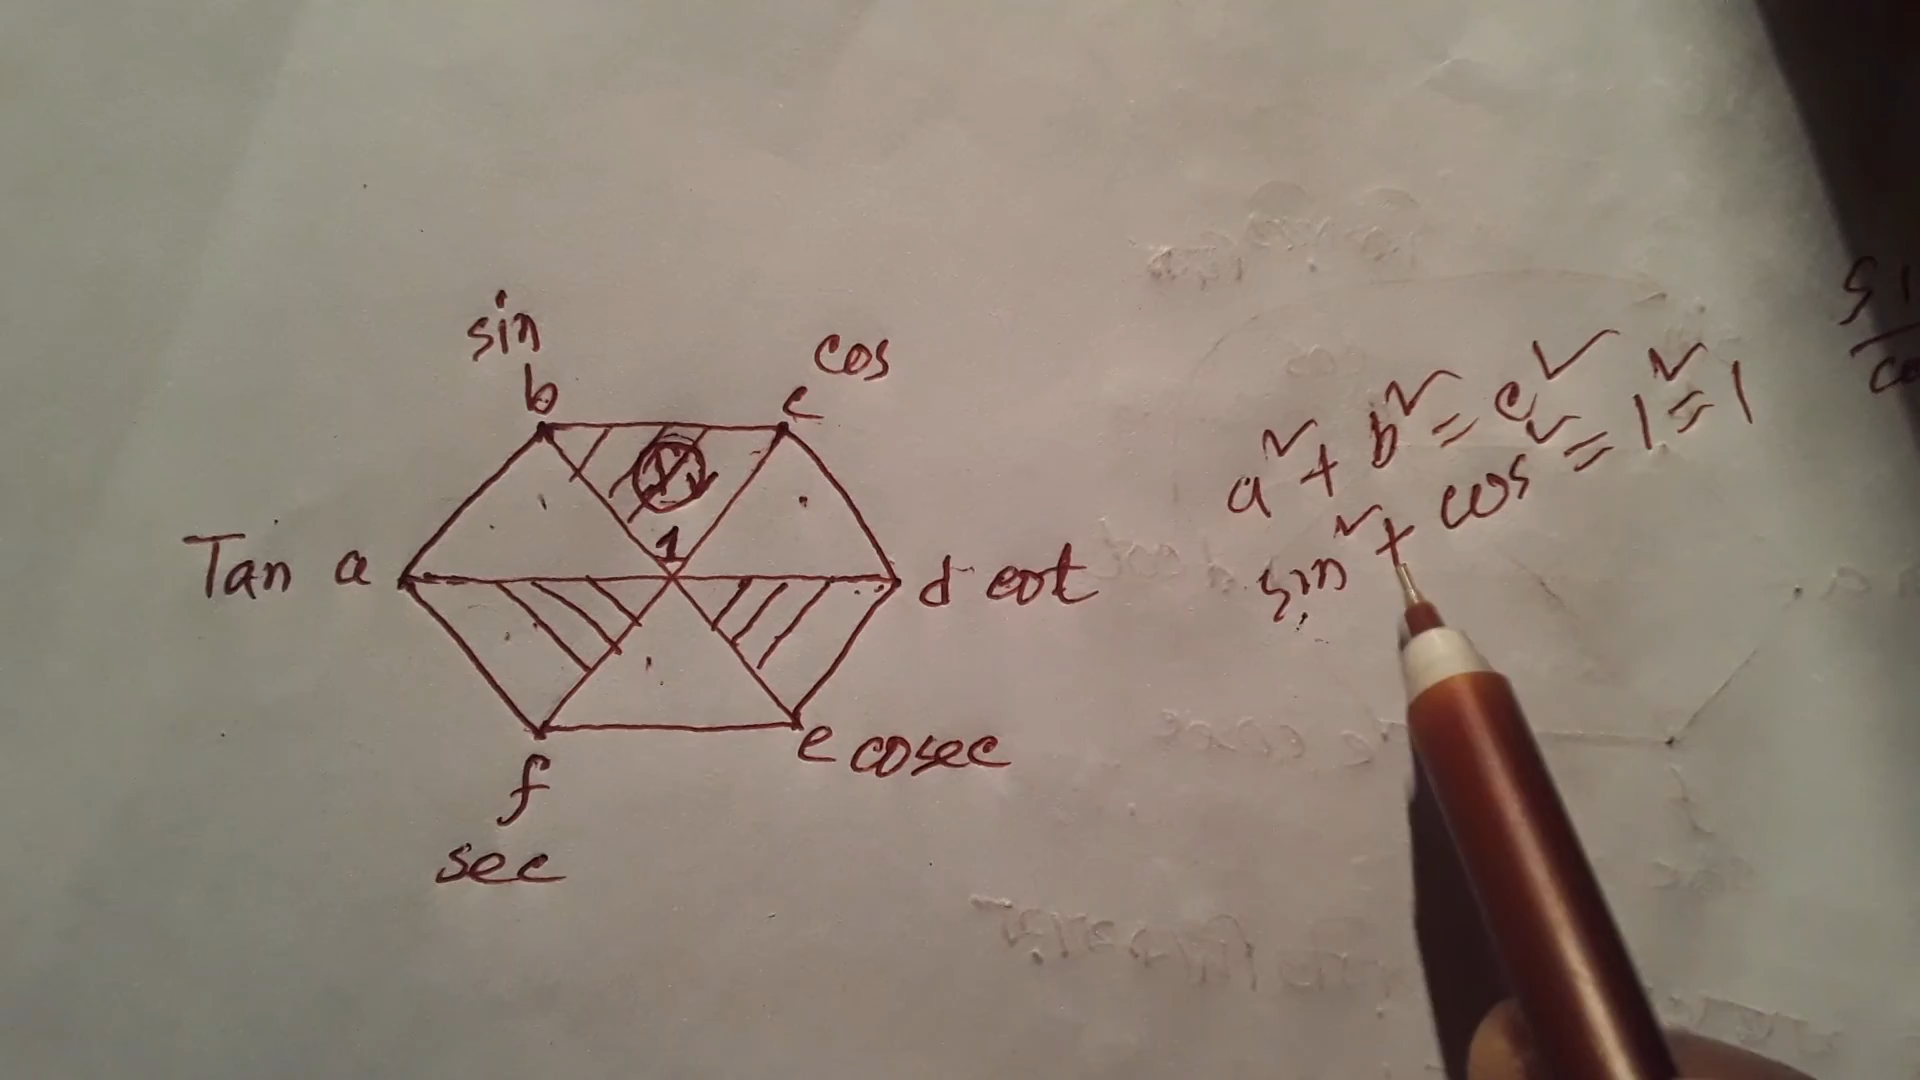 sin
cos
b
c
1
Tan a
d cot
e cosec
f
sec
a² + b² = c²
sin² + cos² = 1² = 1